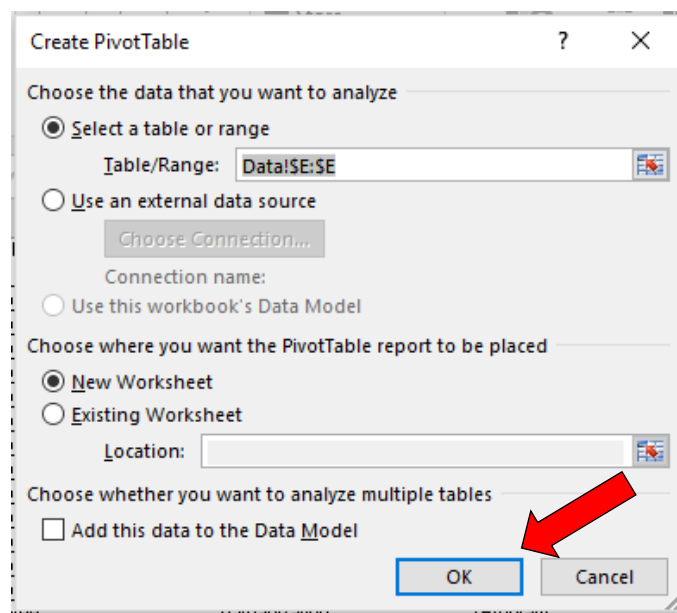 Create PivotTable ? ×
Choose the data that you want to analyze
Select a table or range
Table/Range: Data!$E:$E
Use an external data source
Choose Connection...
Connection name:
Use this workbook's Data Model
Choose where you want the PivotTable report to be placed
New Worksheet
Existing Worksheet
Location:
Choose whether you want to analyze multiple tables
Add this data to the Data Model
OK Cancel